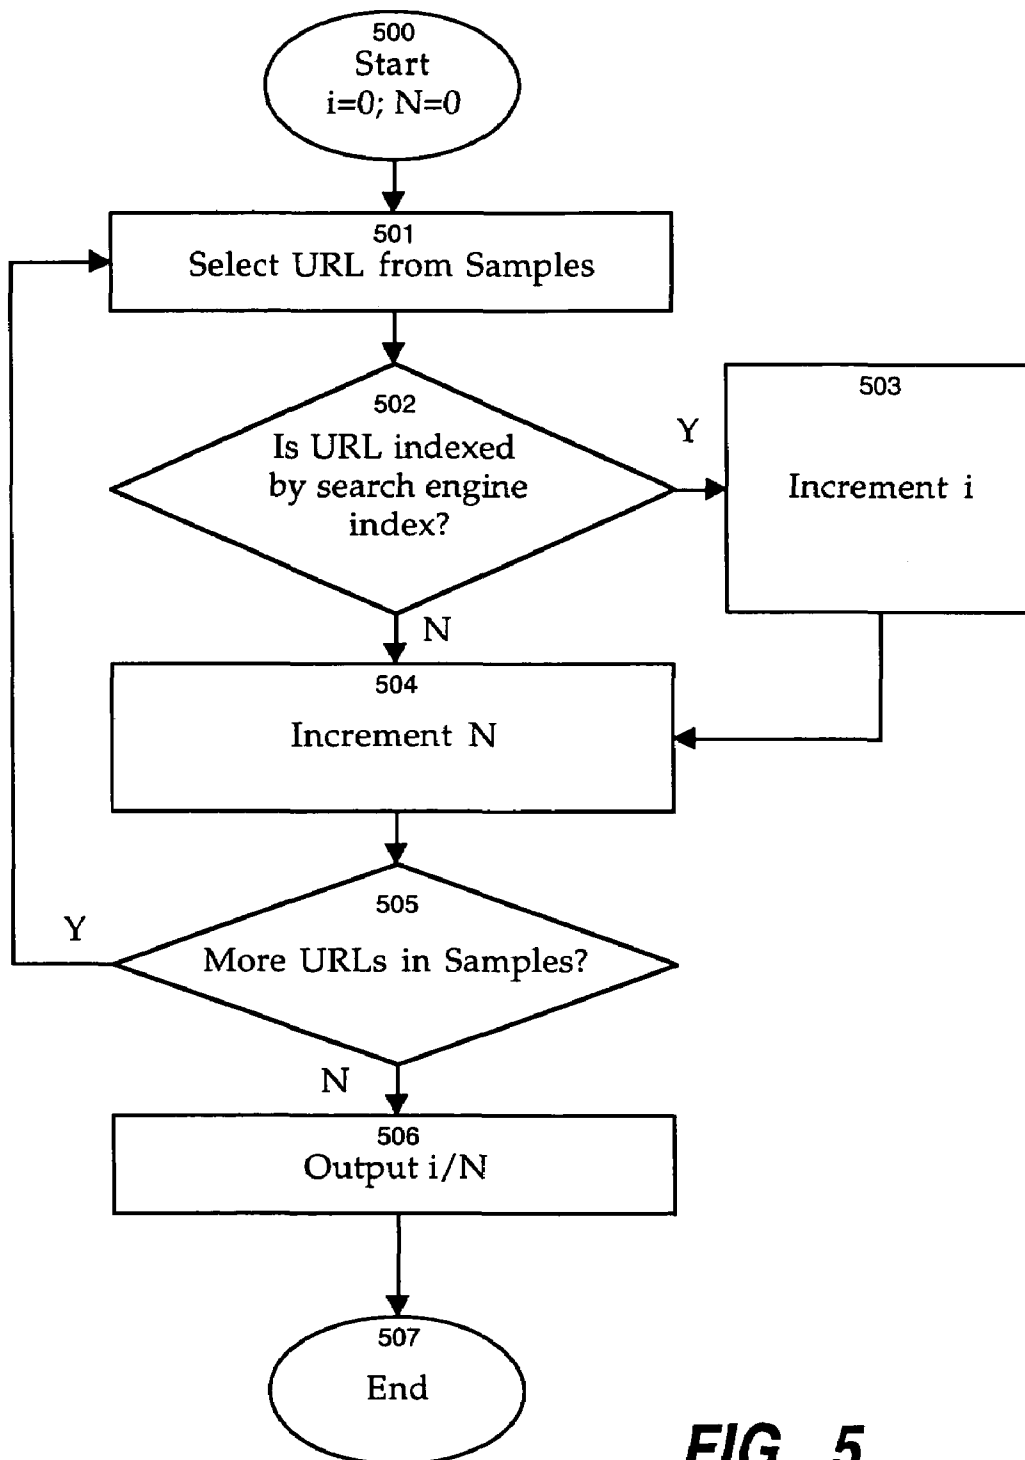 500
Start
i=0; N=0
501
Select URL from Samples
502
Is URL indexed
by search engine
index?
Y
503
Increment i
N
504
Increment N
505
More URLs in Samples?
Y
N
506
Output i/N
507
End
FIG. 5